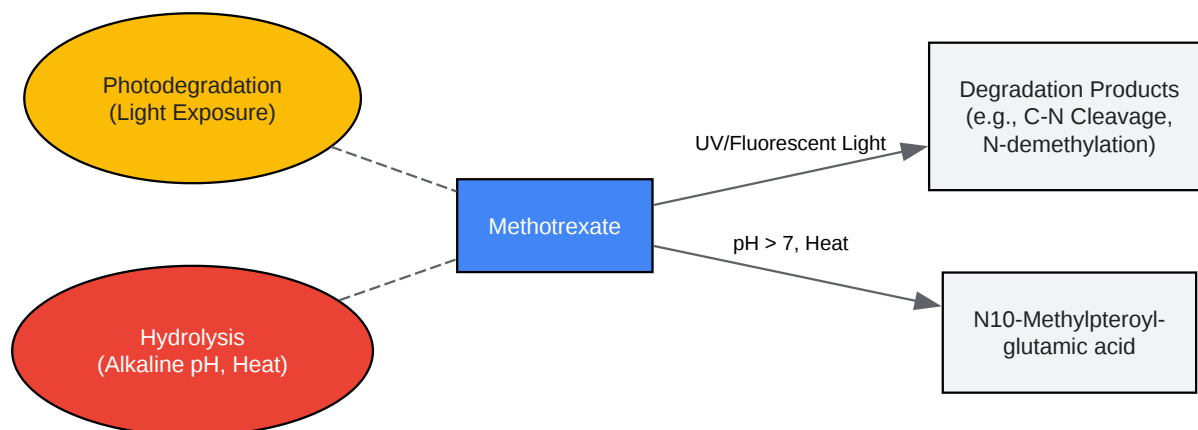 Photodegradation
(Light Exposure)
Hydrolysis
(Alkaline pH, Heat)
Methotrexate
UV/Fluorescent Light
pH > 7, Heat
Degradation Products
(e.g., C-N Cleavage,
N-demethylation)
N10-Methylpteroyl-
glutamic acid